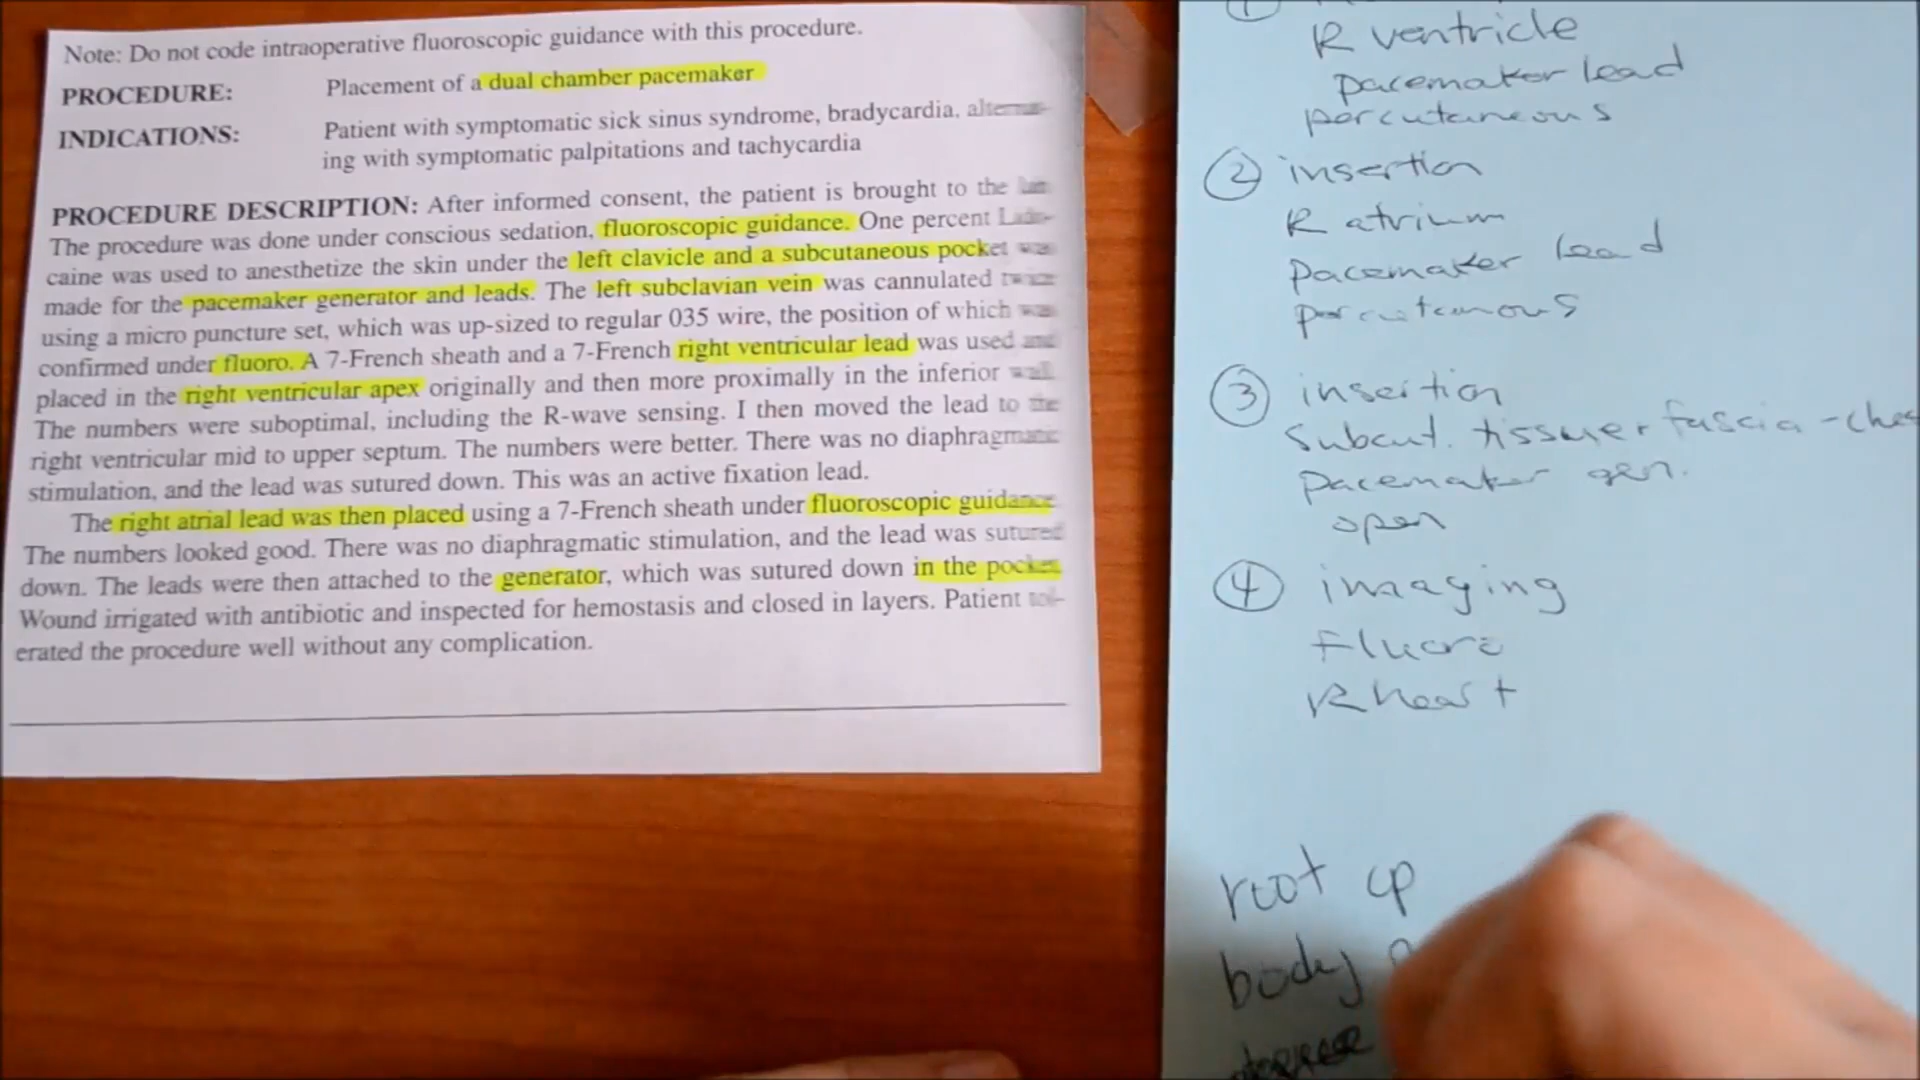 Note: Do not code intraoperative fluoroscopic guidance with this procedure.
PROCEDURE: Placement of a dual chamber pacemaker
INDICATIONS: Patient with symptomatic sick sinus syndrome, bradycardia, alternat-
ing with symptomatic palpitations and tachycardia
PROCEDURE DESCRIPTION: After informed consent, the patient is brought to the
The procedure was done under conscious sedation, fluoroscopic guidance. One percent Lido-
caine was used to anesthetize the skin under the left clavicle and a subcutaneous pocket was
made for the pacemaker generator and leads. The left subclavian vein was cannulated twice
using a micro puncture set, which was up-sized to regular 035 wire, the position of which was
confirmed under fluoro. A 7-French sheath and a 7-French right ventricular lead was used and
placed in the right ventricular apex originally and then more proximally in the inferior wall.
The numbers were suboptimal, including the R-wave sensing. I then moved the lead to the
right ventricular mid to upper septum. The numbers were better. There was no diaphragmatic
stimulation, and the lead was sutured down. This was an active fixation lead.
The right atrial lead was then placed using a 7-French sheath under fluoroscopic guidance.
The numbers looked good. There was no diaphragmatic stimulation, and the lead was sutured
down. The leads were then attached to the generator, which was sutured down in the pocket.
Wound irrigated with antibiotic and inspected for hemostasis and closed in layers. Patient tol-
erated the procedure well without any complication.
R ventricle
pacemaker lead
percutaneous
② insertion
R atrium
pacemaker lead
percutaneous
③ insertion
subcut. tissue + fascia - ches
pacemaker gen.
open
④ imaging
fluoro
R heart
root op
body